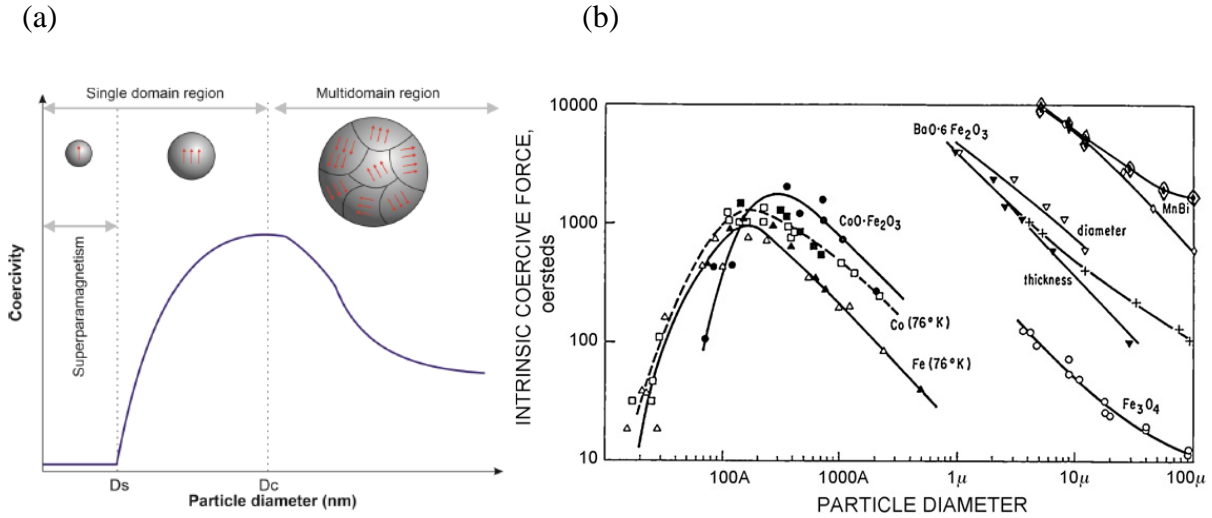 (a)
Single domain region
Multidomain region
Superparamagnetism
Coercivity
Ds
Dc
Particle diameter (nm)
(b)
INTRINSIC COERCIVE FORCE,
oersteds
10000
1000
100
10
BaO·6 Fe₂O₃
MnBi
CoO·Fe₂O₃
diameter
thickness
Co (76°K)
Fe (76°K)
Fe₃O₄
100A
1000A
1μ
10μ
100μ
PARTICLE DIAMETER